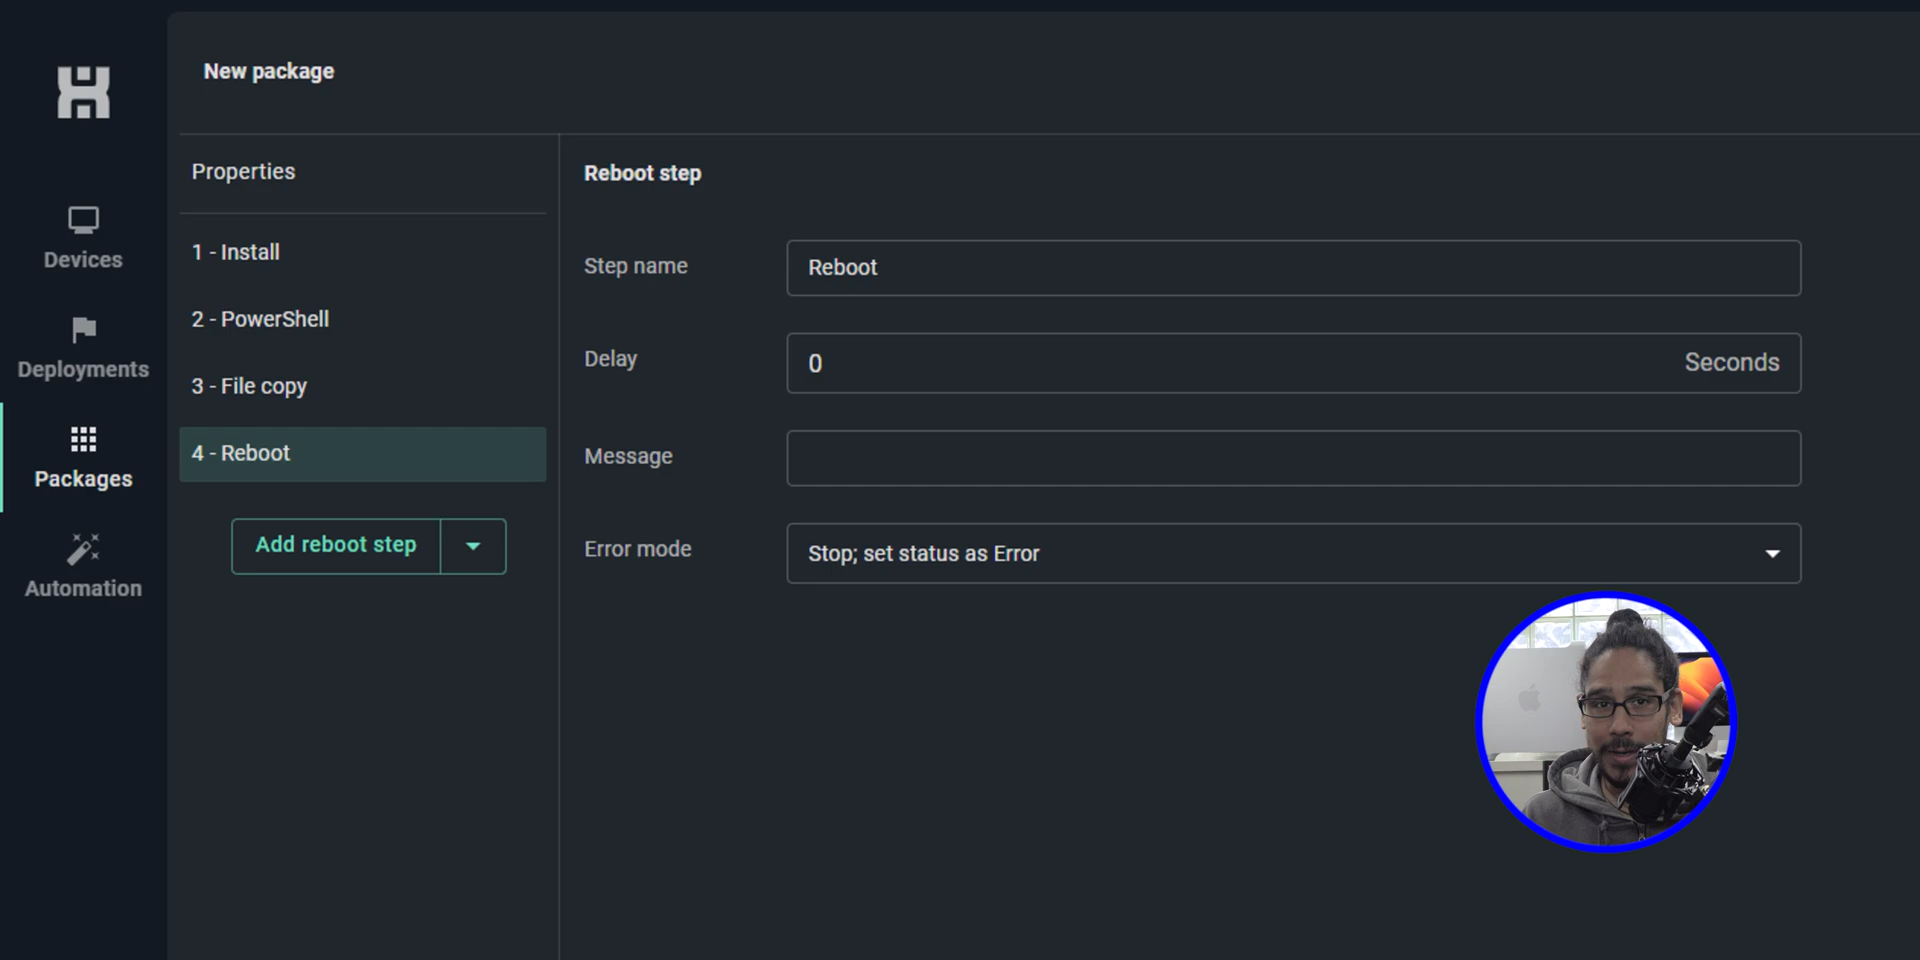 New package
Devices
Deployments
Packages
Automation
Properties
1 - Install
2 - PowerShell
3 - File copy
4 - Reboot
Add reboot step
Reboot step
Step name
Reboot
Delay
0
Seconds
Message
Error mode
Stop; set status as Error